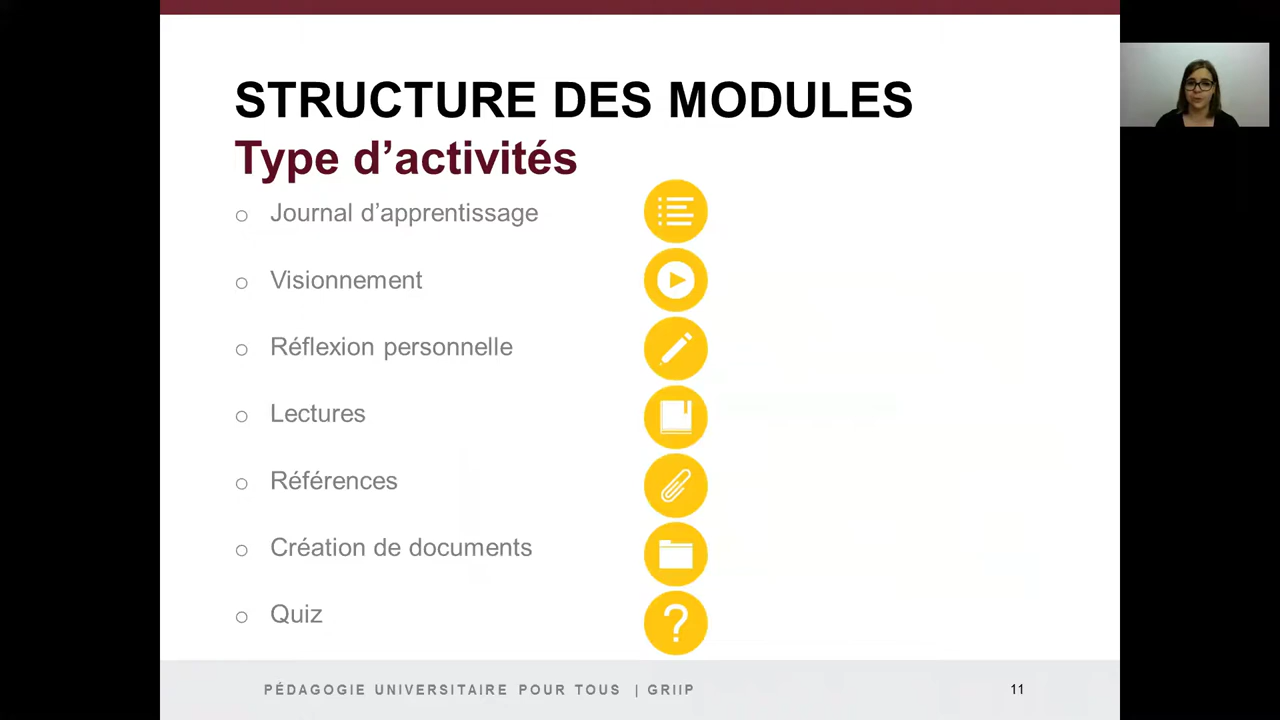 STRUCTURE DES MODULES
Type d’activités
Journal d’apprentissage
Visionnement
Réflexion personnelle
Lectures
Références
Création de documents
Quiz
PÉDAGOGIE UNIVERSITAIRE POUR TOUS | GRIIP
11